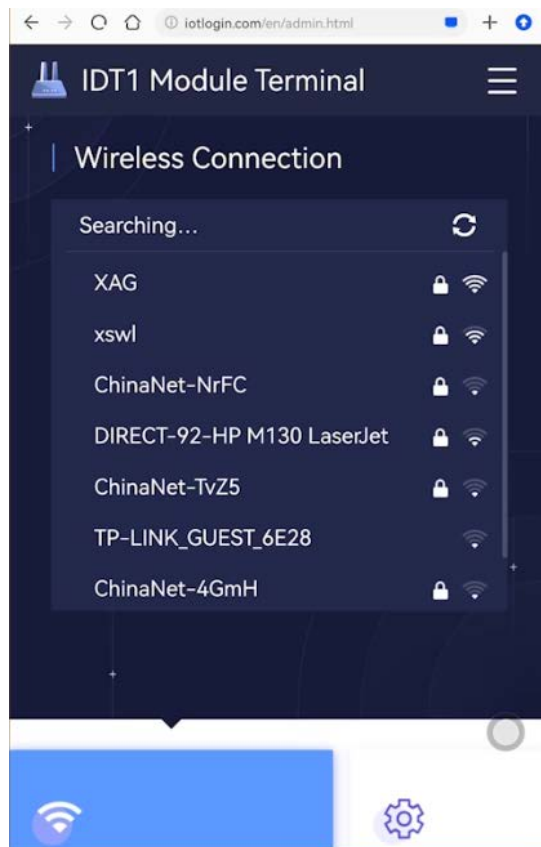 iotlogin.com/en/admin.html
IDT1 Module Terminal
Wireless Connection
Searching...
XAG
xswl
ChinaNet-NrFC
DIRECT-92-HP M130 LaserJet
ChinaNet-TvZ5
TP-LINK_GUEST_6E28
ChinaNet-4GmH